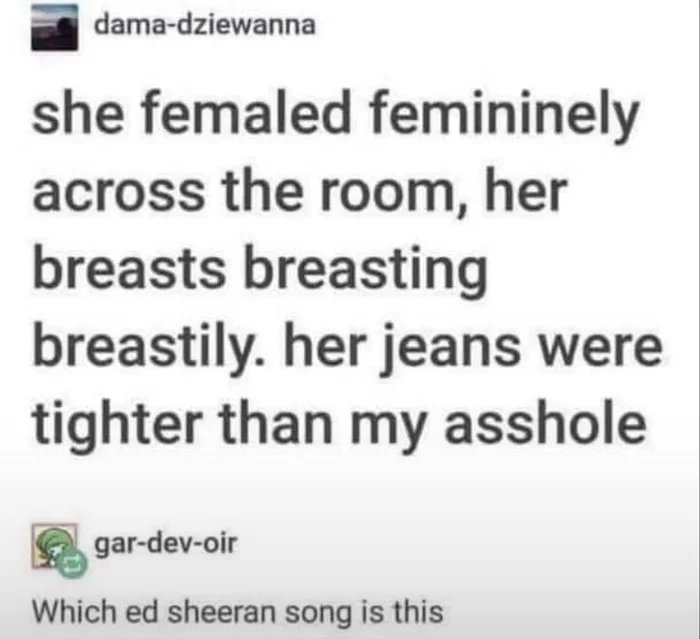 dama-dziewanna
she femaled femininely
across the room, her
breasts breasting
breastily. her jeans were
tighter than my asshole
gar-dev-oir
Which ed sheeran song is this